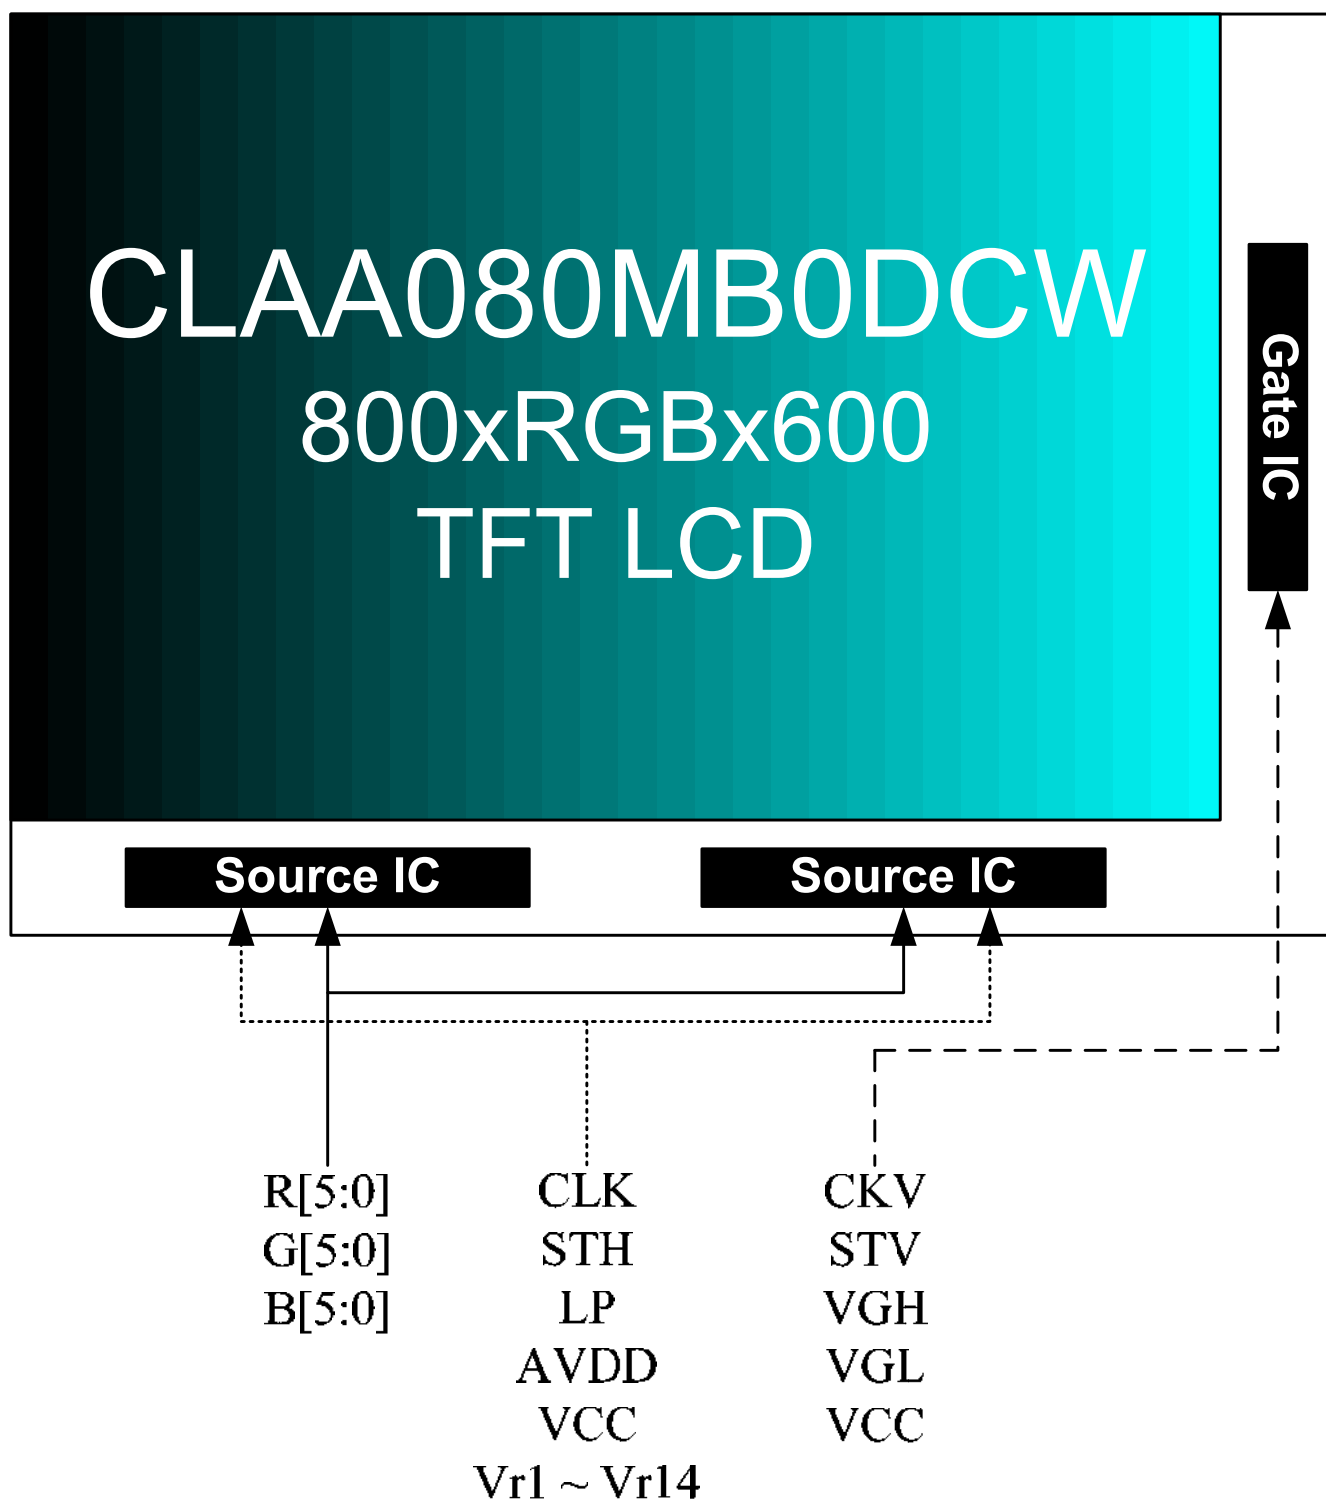 CLAA080MB0DCW
800xRGBx600
TFT LCD
Gate IC
Source IC
Source IC
R[5:0]
G[5:0]
B[5:0]
CLK
STH
LP
AVDD
VCC
Vr1 ~ Vr14
CKV
STV
VGH
VGL
VCC